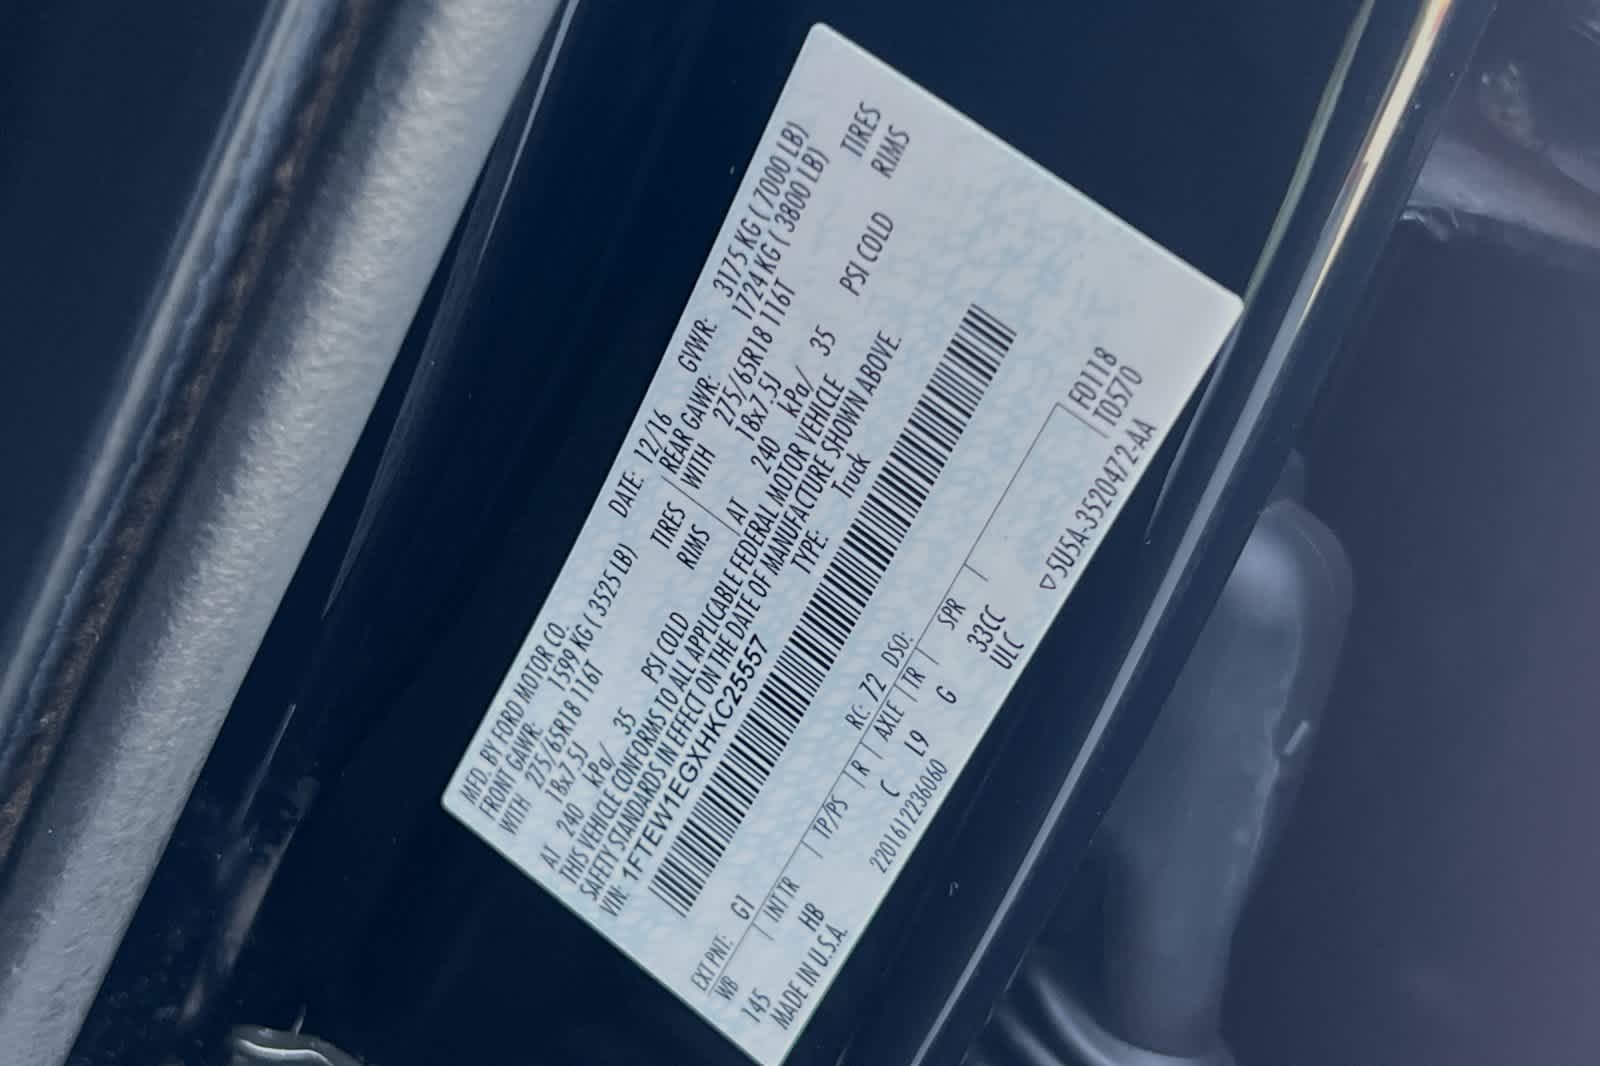 MFD. BY FORD MOTOR CO. DATE: 12/16 GVWR: 3175 KG ( 7000 LB)
FRONT GAWR: 1599 KG ( 3525 LB) REAR GAWR: 1724 KG ( 3800 LB)
WITH 275/65R18 116T TIRES WITH 275/65R18 116T TIRES
18x7.5J RIMS 18x7.5J RIMS
AT 240 kPa/ 35 PSI COLD AT 240 kPa/ 35 PSI COLD
THIS VEHICLE CONFORMS TO ALL APPLICABLE FEDERAL MOTOR VEHICLE
SAFETY STANDARDS IN EFFECT ON THE DATE OF MANUFACTURE SHOWN ABOVE.
VIN: 1FTEW1EGXHKC25557 TYPE: Truck
EXT PNT: G1 RC: 72 DSO: F0118
WB INT TR TP/PS R AXLE TR SPR T0570
145 HB C L9 G 33CC
MADE IN U.S.A. 2201612236060 ULC ▽5U5A-3520472-AA